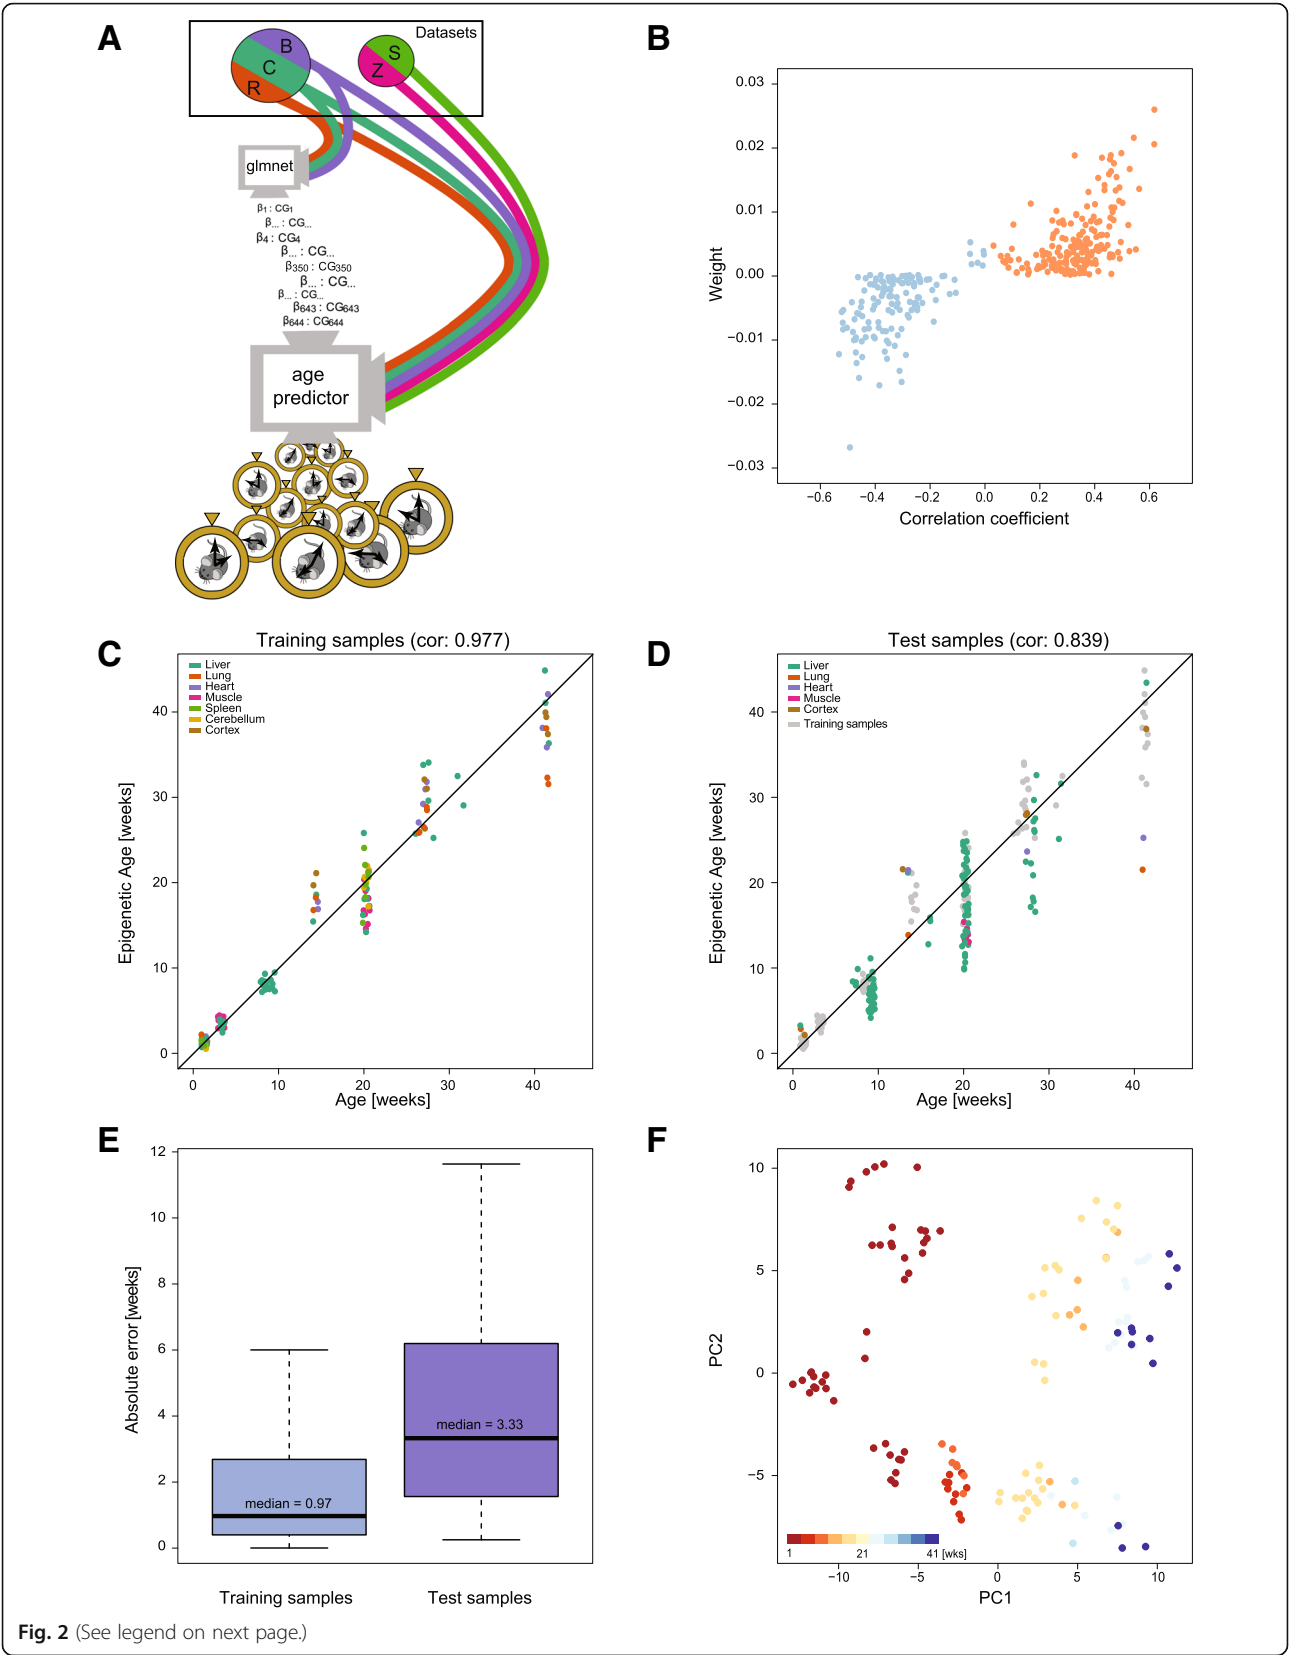 A
Datasets
B
C
R
S
Z
glmnet
β1 : CG1
β... : CG...
β4 : CG4
β... : CG...
β350 : CG350
β... : CG...
β... : CG...
β643 : CG643
β644 : CG644
age
predictor
B
0.03
0.02
0.01
0.00
−0.01
−0.02
−0.03
Weight
−0.6 −0.4 −0.2 0.0 0.2 0.4 0.6
Correlation coefficient
C
Training samples (cor: 0.977)
Liver
Lung
Heart
Muscle
Spleen
Cerebellum
Cortex
40
30
20
10
0
Epigenetic Age [weeks]
0 10 20 30 40
Age [weeks]
D
Test samples (cor: 0.839)
Liver
Lung
Heart
Muscle
Cortex
Training samples
40
30
20
10
0
Epigenetic Age [weeks]
0 10 20 30 40
Age [weeks]
E
12
10
8
6
4
2
0
Absolute error [weeks]
median = 0.97
median = 3.33
Training samples
Test samples
F
10
5
0
−5
PC2
1 21 41 [wks]
−10 −5 0 5 10
PC1
Fig. 2 (See legend on next page.)